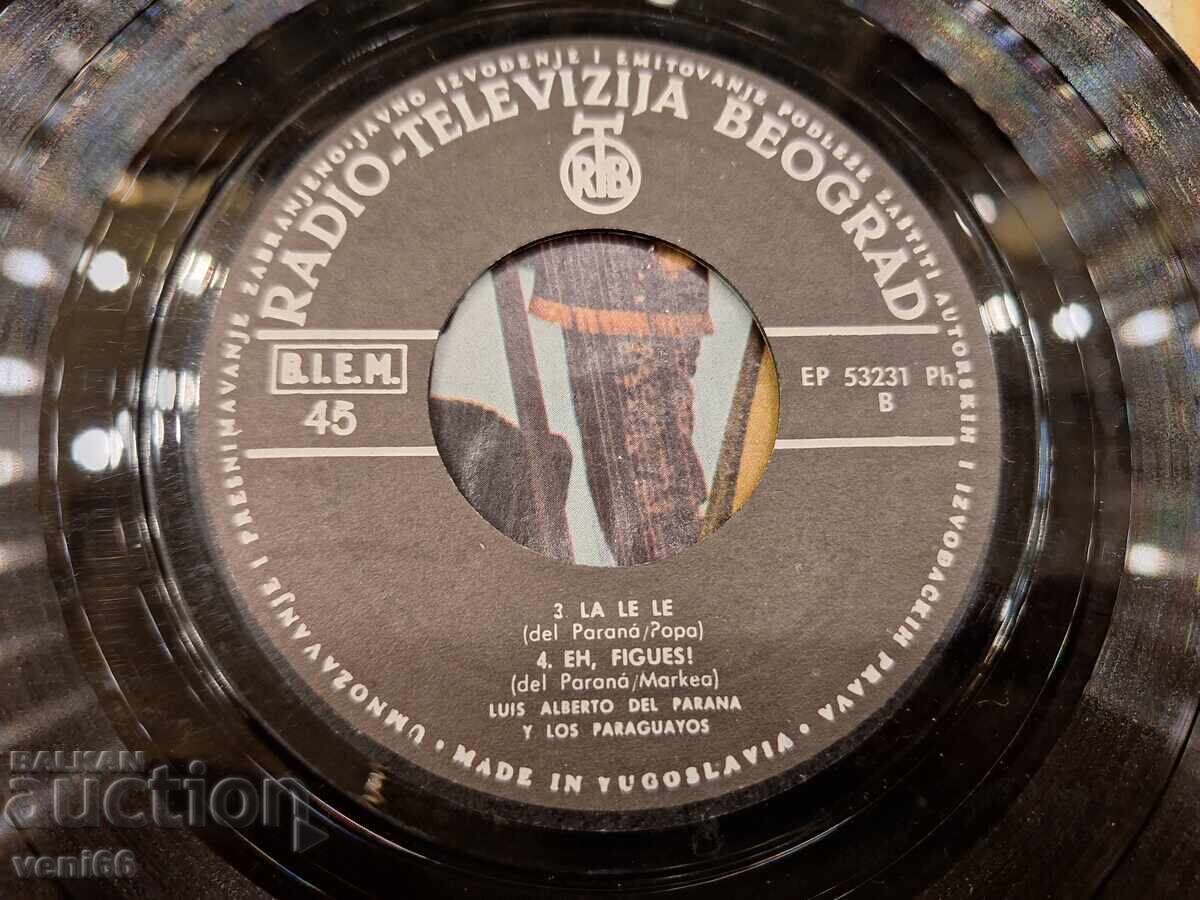 UMNOŽAVANJE I PRESNIMAVANJE ZABRANJENO · JAVNO IZVOĐENJE I EMITOVANJE PODLEŽE ZAŠTITI AUTORSKIH I IZVOĐAČKIH PRAVA ·
RADIO-TELEVIZIJA BEOGRAD
RTB
B.I.E.M.
45
EP 53231 Ph
B
3. LA LE LE
(del Paraná/Popa)
4. EH, FIGUES!
(del Paraná/Markea)
LUIS ALBERTO DEL PARANA
Y LOS PARAGUAYOS
· MADE IN YUGOSLAVIA ·
BALKAN
auction
veni66